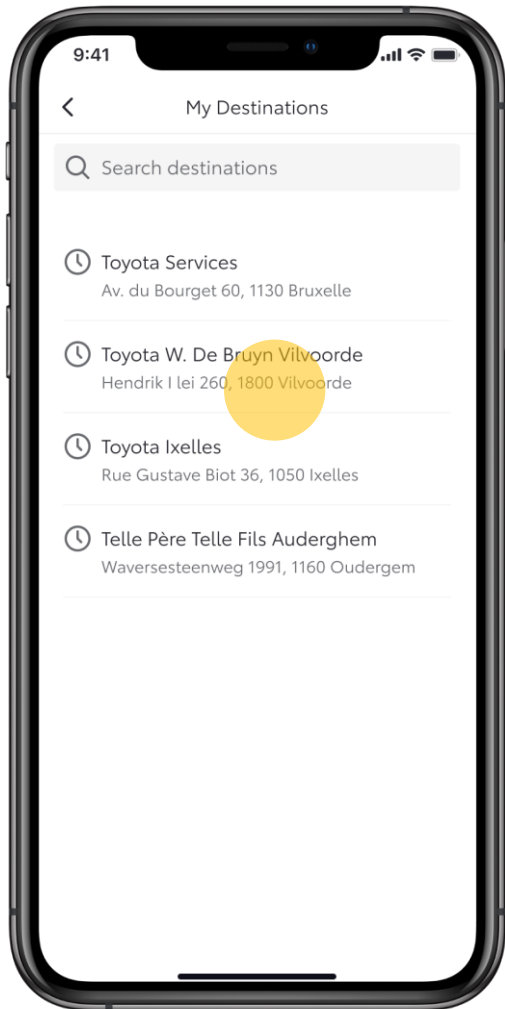 9:41
My Destinations
Search destinations
Toyota Services
Av. du Bourget 60, 1130 Bruxelle
Toyota W. De Bruyn Vilvoorde
Hendrik I lei 260, 1800 Vilvoorde
Toyota Ixelles
Rue Gustave Biot 36, 1050 Ixelles
Telle Père Telle Fils Auderghem
Waversesteenweg 1991, 1160 Oudergem